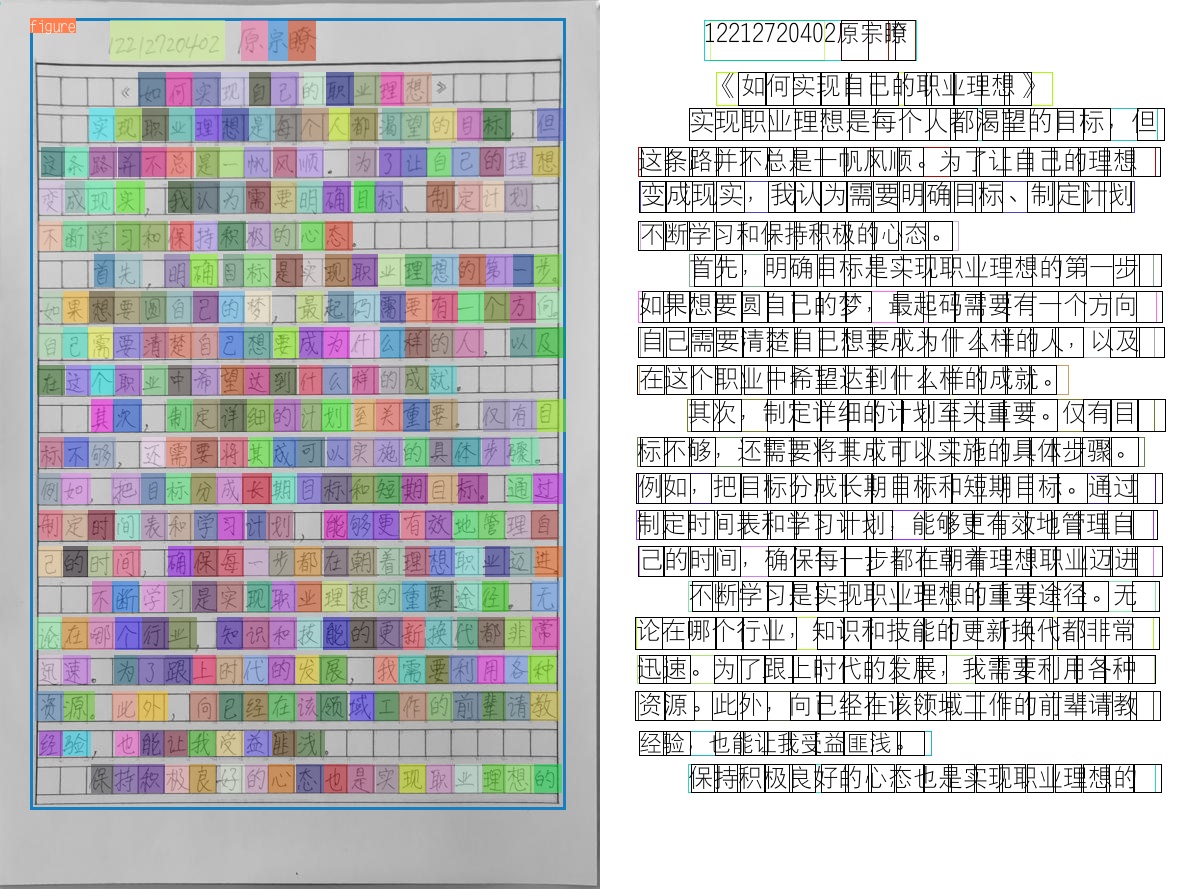 figure
12212720402 原宗瞭
《如何实现自己的职业理想》
实现职业理想是每个人都渴望的目标，但
这条路并不总是一帆风顺。为了让自己的理想
变成现实，我认为需要明确目标、制定计划、
不断学习和保持积极的心态。
首先，明确目标是实现职业理想的第一步。
如果想要圆自己的梦，最起码需要有一个方向
自己需要清楚自己想要成为什么样的人，以及
在这个职业中希望达到什么样的成就。
其次，制定详细的计划至关重要。仅有目
标不够，还需要将其成可以实施的具体步骤。
例如，把目标分成长期目标和短期目标。通过
制定时间表和学习计划，能够更有效地管理自
己的时间，确保每一步都在朝着理想职业迈进
不断学习是实现职业理想的重要途径。无
论在哪个行业，知识和技能的更新换代都非常
迅速。为了跟上时代的发展，我需要利用各种
资源。此外，向已经在该领域工作的前辈请教
经验，也能让我受益匪浅。
保持积极良好的心态也是实现职业理想的
12212720402原宗瞭
《如何实现自己的职业理想》
实现职业理想是每个人都渴望的目标，但
这条路并不总是一帆风顺。为了让自己的理想
变成现实，我认为需要明确目标、制定计划
不断学习和保持积极的心态。
首先，明确目标是实现职业理想的第一步
如果想要圆自己的梦，最起码需要有一个方向
自己需要清楚自己想要成为什么样的人，以及
在这个职业中希望达到什么样的成就。
其次，制定详细的计划至关重要。仅有目
标不够，还需要将其成可以实施的具体步骤。
例如，把目标分成长期目标和短期目标。通过
制定时间表和学习计划，能够更有效地管理自
己的时间，确保每一步都在朝着理想职业迈进
不断学习是实现职业理想的重要途径。无
论在哪个行业，知识和技能的更新换代都非常
迅速。为了跟上时代的发展，我需要利用各种
资源。此外，向已经在该领域工作的前辈请教
经验，也能让我受益匪浅。
保持积极良好的心态也是实现职业理想的